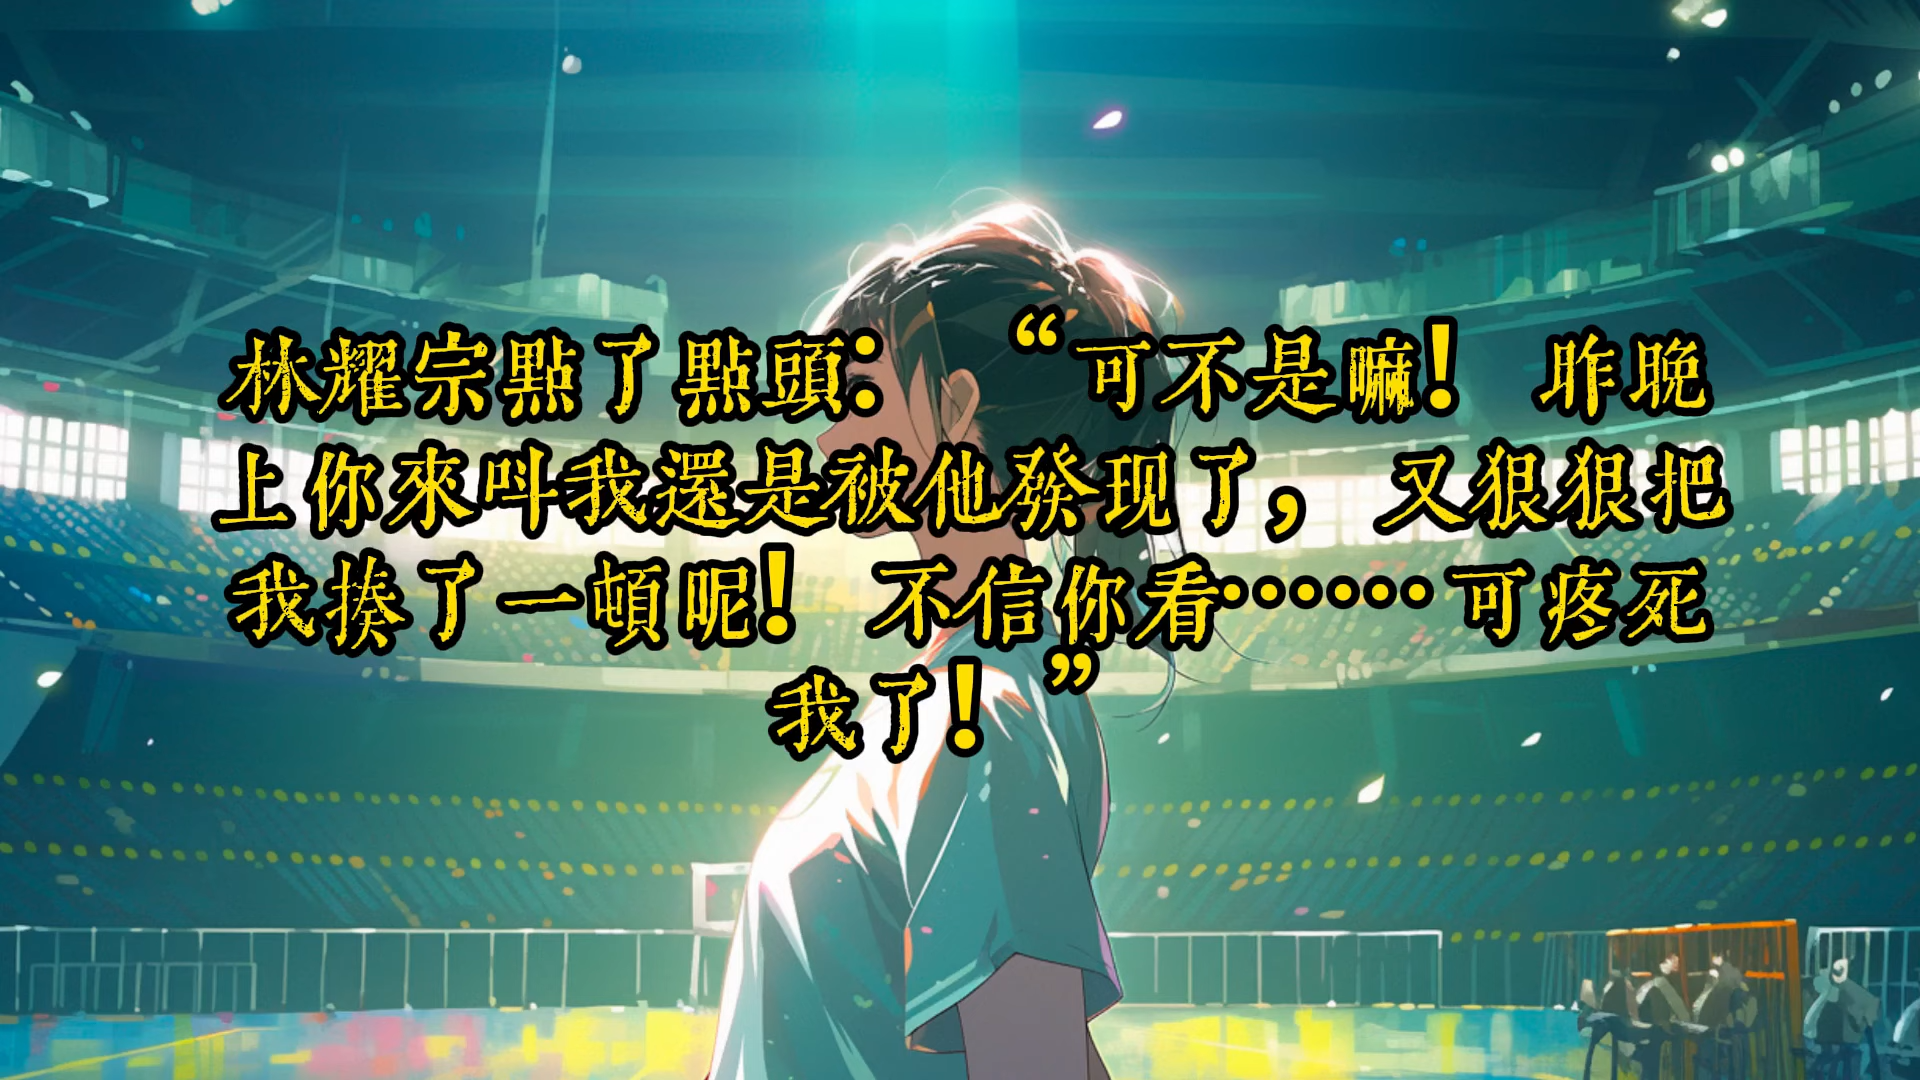 林耀宗點了點頭：“可不是嘛！昨晚
上你來叫我還是被他發现了，又狠狠把
我揍了一頓呢！不信你看……可疼死
我了！”